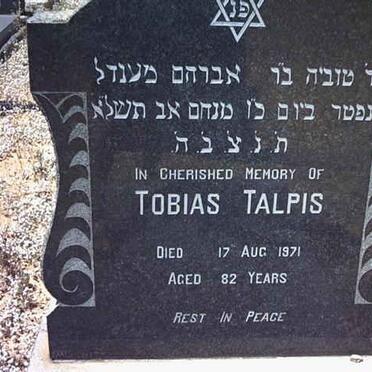 פ״נ
ר טוביה ב״ר אברהם מענדל
נפטר ביום כ״ו מנחם אב תשל״א
ת. נ. צ. ב. ה.
IN CHERISHED MEMORY OF
TOBIAS TALPIS
DIED 17 AUG 1971
AGED 82 YEARS
REST IN PEACE